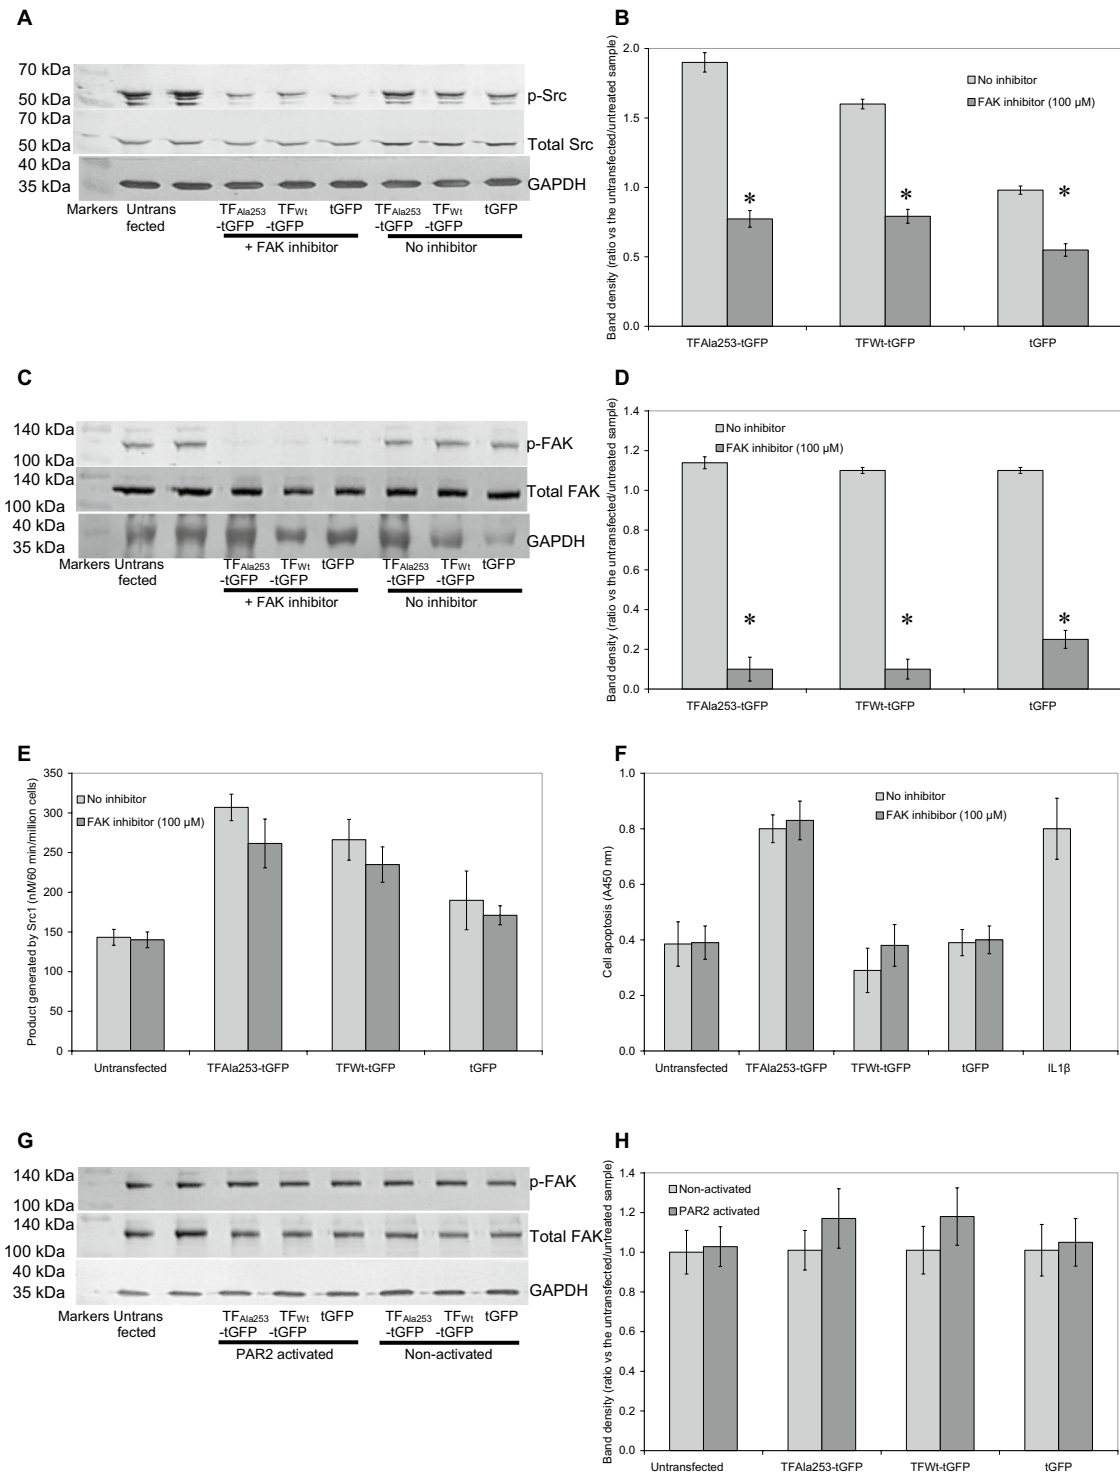 A
70 kDa
50 kDa
70 kDa
50 kDa
40 kDa
35 kDa
p-Src
Total Src
GAPDH
Markers Untrans TFAla253 TFWt tGFP TFAla253 TFWt tGFP
fected -tGFP -tGFP -tGFP -tGFP
+ FAK inhibitor No inhibitor
B
Band density (ratio vs the untransfected/untreated sample)
2.0
1.5
1.0
0.5
0.0
No inhibitor
FAK inhibitor (100 µM)
* * *
TFAla253-tGFP TFWt-tGFP tGFP
C
140 kDa
100 kDa
140 kDa
100 kDa
40 kDa
35 kDa
p-FAK
Total FAK
GAPDH
Markers Untrans TFAla253 TFWt tGFP TFAla253 TFWt tGFP
fected -tGFP -tGFP -tGFP -tGFP
+ FAK inhibitor No inhibitor
D
Band density (ratio vs the untransfected/untreated sample)
1.4
1.2
1.0
0.8
0.6
0.4
0.2
0.0
No inhibitor
FAK inhibitor (100 µM)
* * *
TFAla253-tGFP TFWt-tGFP tGFP
E
Product generated by Src1 (nM/60 min/million cells)
350
300
250
200
150
100
50
0
No inhibitor
FAK inhibitor (100 µM)
Untransfected TFAla253-tGFP TFWt-tGFP tGFP
F
Cell apoptosis (A450 nm)
1.0
0.8
0.6
0.4
0.2
0.0
No inhibitor
FAK inhibibor (100 µM)
Untransfected TFAla253-tGFP TFWt-tGFP tGFP IL1β
G
140 kDa
100 kDa
140 kDa
100 kDa
40 kDa
35 kDa
p-FAK
Total FAK
GAPDH
Markers Untrans TFAla253 TFWt tGFP TFAla253 TFWt tGFP
fected -tGFP -tGFP -tGFP -tGFP
PAR2 activated Non-activated
H
Band density (ratio vs the untransfected/untreated sample)
1.4
1.2
1.0
0.8
0.6
0.4
0.2
0.0
Non-activated
PAR2 activated
Untransfected TFAla253-tGFP TFWt-tGFP tGFP